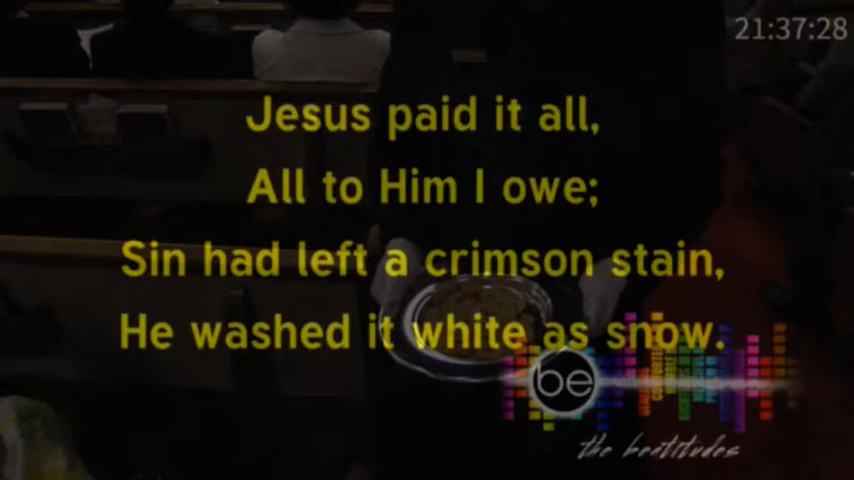 21:37:28
Jesus paid it all,
All to Him I owe;
Sin had left a crimson stain,
He washed it white as snow.
be
the beatitudes